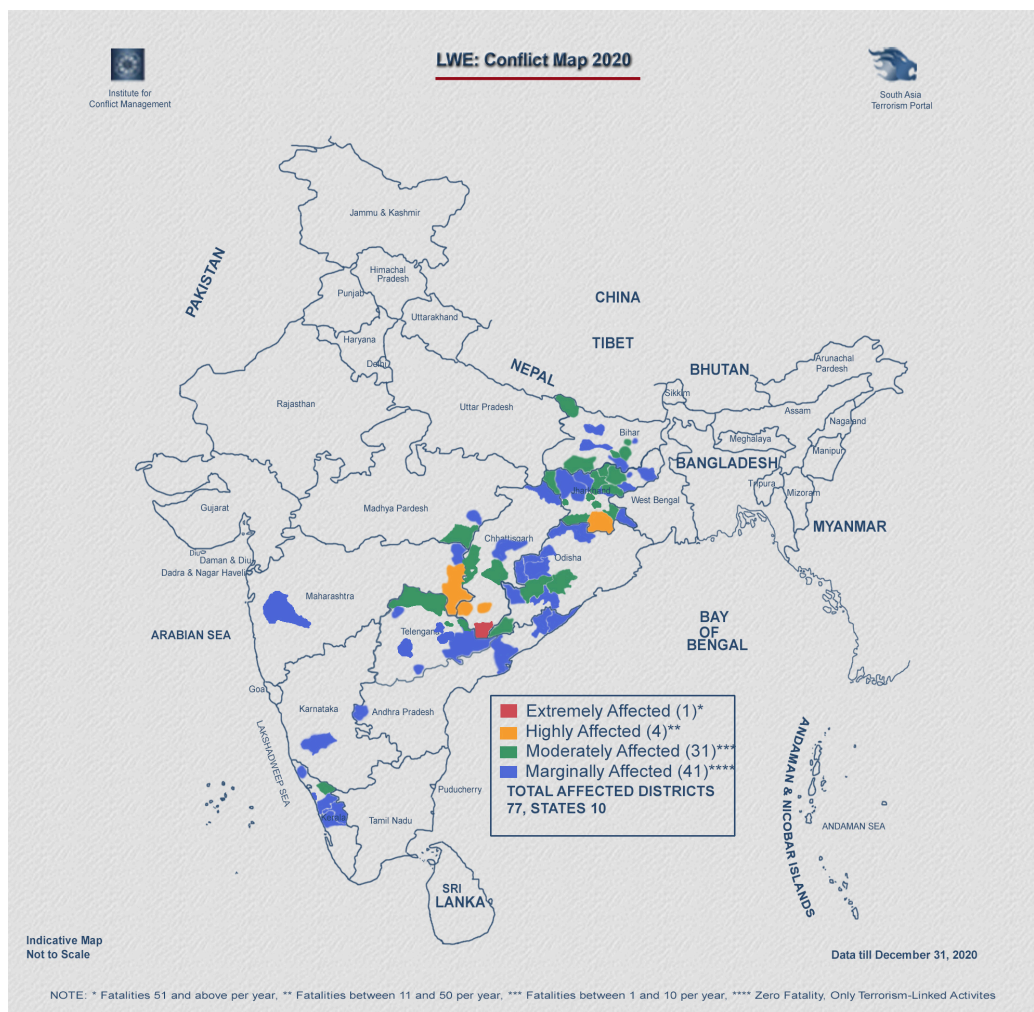 LWE: Conflict Map 2020
Institute for
Conflict Management
South Asia
Terrorism Portal
Jammu & Kashmir
PAKISTAN
Himachal
Pradesh
Punjab
CHINA
Uttarakhand
Haryana
TIBET
Delhi
NEPAL
BHUTAN
Arunachal
Pardesh
Sikkim
Rajasthan
Uttar Pradesh
Assam
Nagaland
Bihar
Meghalaya
Manipur
BANGLADESH
Tripura
Jharkhand
Mizoram
West Bengal
Gujarat
Madhya Pardesh
MYANMAR
Chhattisgarh
Diu
Daman & Diu
Odisha
Dadra & Nagar Haveli
Maharashtra
BAY
OF
BENGAL
ARABIAN SEA
Telengana
Goa
Karnataka
Andhra Pradesh
LAKSHADWEEP SEA
Extremely Affected (1)*
Highly Affected (4)**
Moderately Affected (31)***
Marginally Affected (41)****
TOTAL AFFECTED DISTRICTS
77, STATES 10
Puducherry
Kerala
Tamil Nadu
ANDAMAN & NICOBAR ISLANDS
ANDAMAN SEA
SRI
LANKA
Indicative Map
Not to Scale
Data till December 31, 2020
NOTE: * Fatalities 51 and above per year, ** Fatalities between 11 and 50 per year, *** Fatalities between 1 and 10 per year, **** Zero Fatality, Only Terrorism-Linked Activites